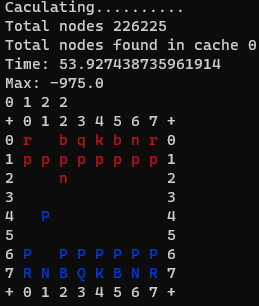 Caculating..........
Total nodes 226225
Total nodes found in cache 0
Time: 53.927438735961914
Max: -975.0
0 1 2 2
+ 0 1 2 3 4 5 6 7 +
0 r   b q k b n r 0
1 p p p p p p p p 1
2     n           2
3                 3
4   P             4
5                 5
6 P   P P P P P P 6
7 R N B Q K B N R 7
+ 0 1 2 3 4 5 6 7 +